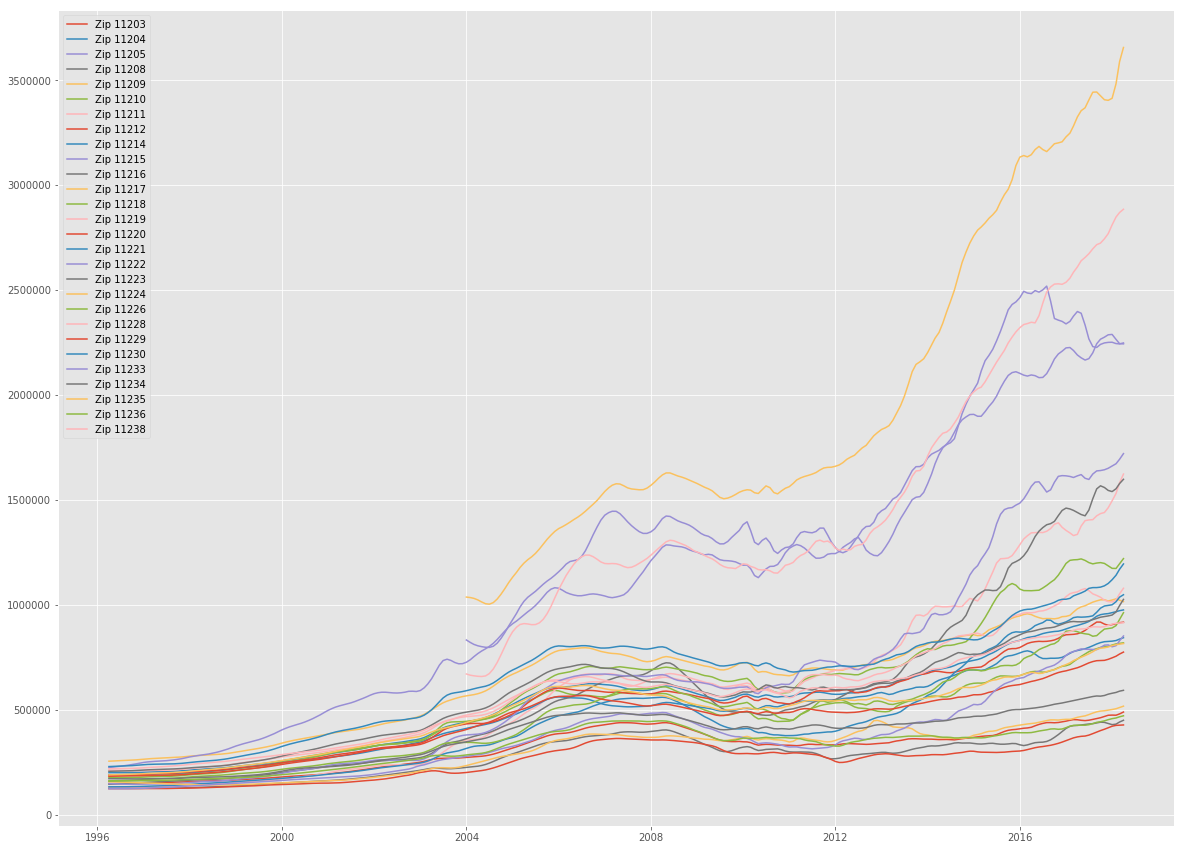 Zip 11203
Zip 11204
Zip 11205
Zip 11208
Zip 11209
Zip 11210
Zip 11211
Zip 11212
Zip 11214
Zip 11215
Zip 11216
Zip 11217
Zip 11218
Zip 11219
Zip 11220
Zip 11221
Zip 11222
Zip 11223
Zip 11224
Zip 11226
Zip 11228
Zip 11229
Zip 11230
Zip 11233
Zip 11234
Zip 11235
Zip 11236
Zip 11238
3500000
3000000
2500000
2000000
1500000
1000000
500000
0
1996 2000 2004 2008 2012 2016